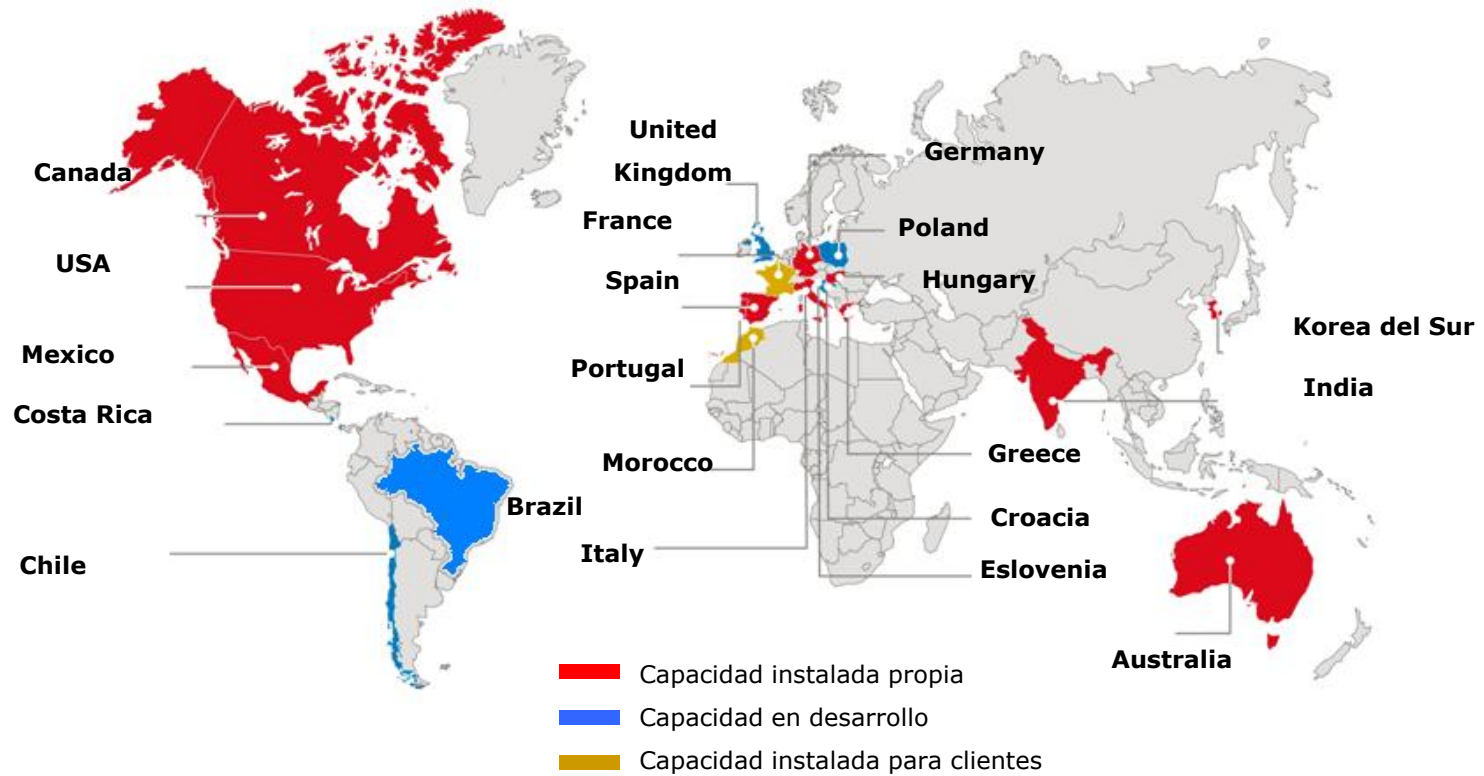 United
Kingdom
Germany
Canada
France
Poland
USA
Spain
Hungary
Korea del Sur
Mexico
Portugal
India
Costa Rica
Morocco
Greece
Brazil
Croacia
Italy
Chile
Eslovenia
Australia
Capacidad instalada propia
Capacidad en desarrollo
Capacidad instalada para clientes